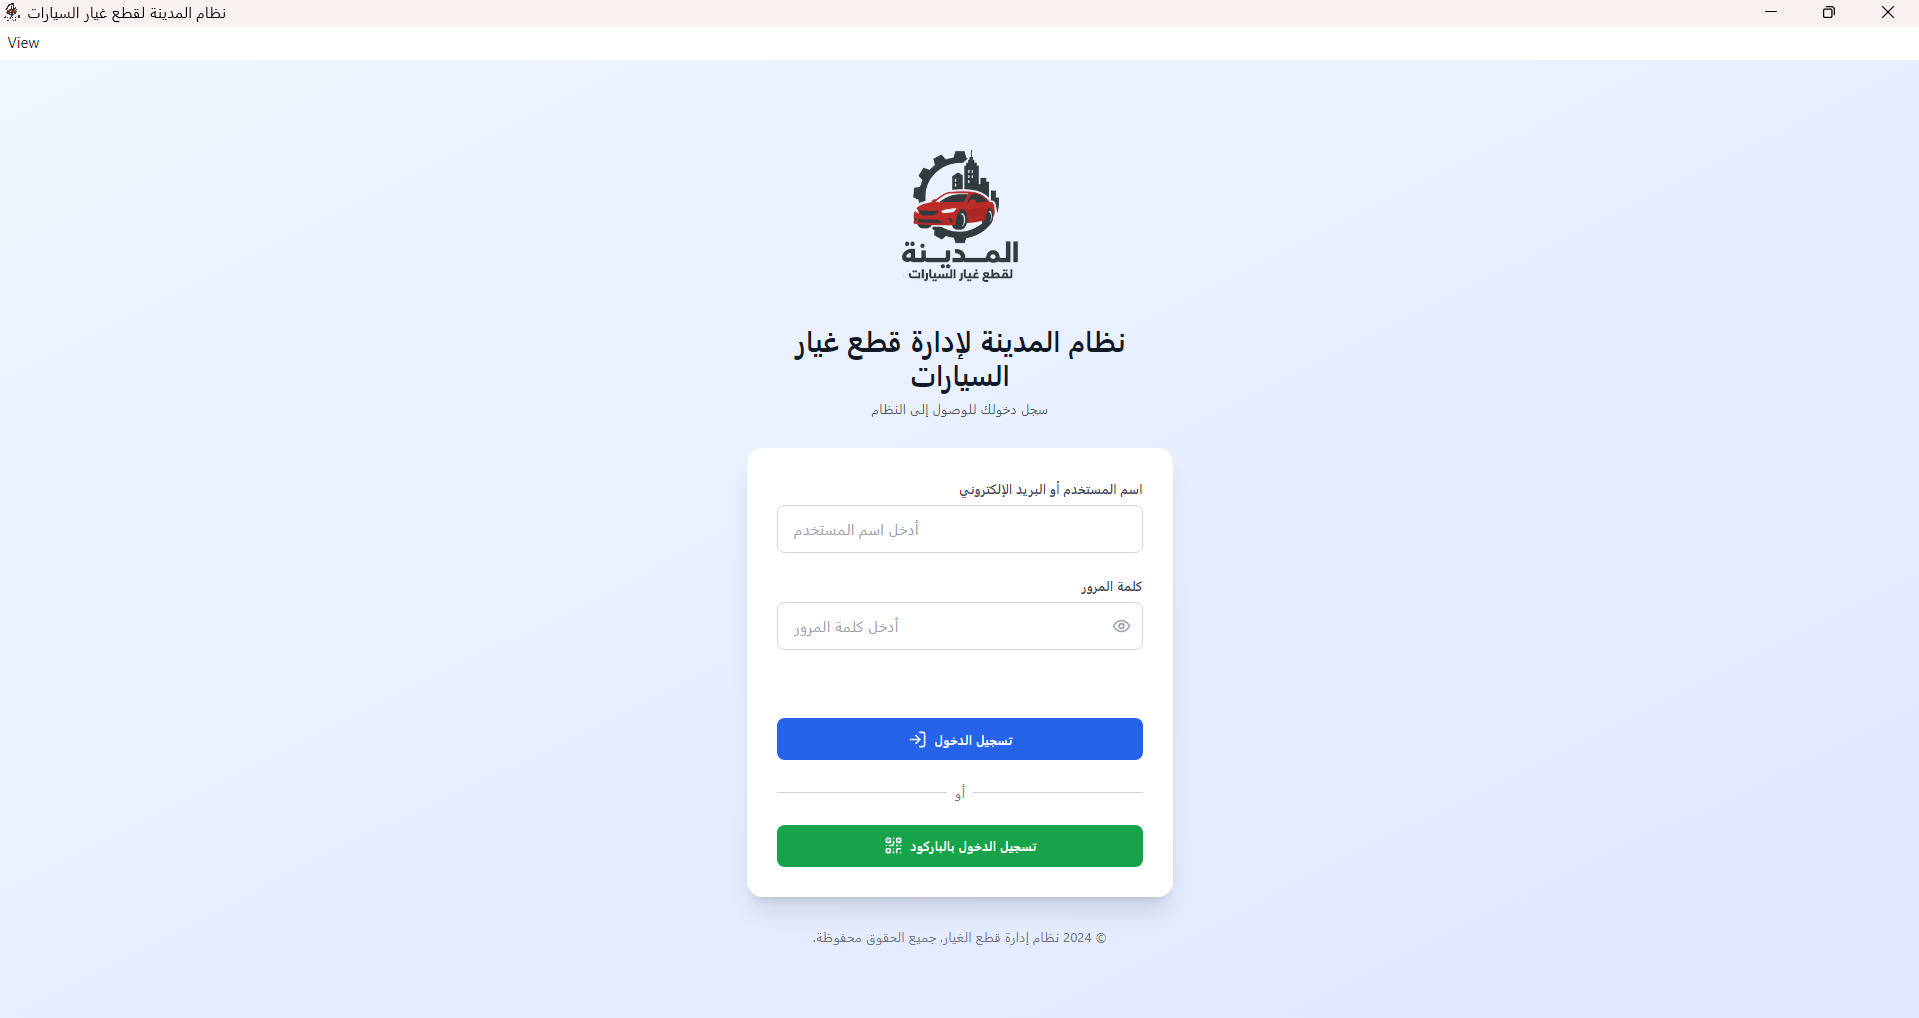 نظام المدينة لقطع غيار السيارات
View
المدينة
لقطع غيار السيارات
نظام المدينة لإدارة قطع غيار
السيارات
سجل دخولك للوصول إلى النظام
اسم المستخدم أو البريد الإلكتروني
أدخل اسم المستخدم
كلمة المرور
أدخل كلمة المرور
تسجيل الدخول
أو
تسجيل الدخول بالباركود
© 2024 نظام إدارة قطع الغيار. جميع الحقوق محفوظة.